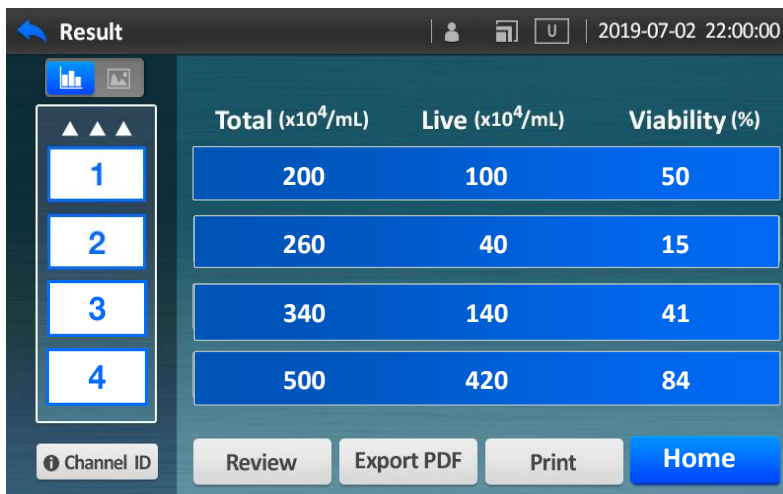 Result U 2019-07-02 22:00:00
Total (x10⁴/mL) Live (x10⁴/mL) Viability (%)
1 200 100 50
2 260 40 15
3 340 140 41
4 500 420 84
Channel ID Review Export PDF Print Home